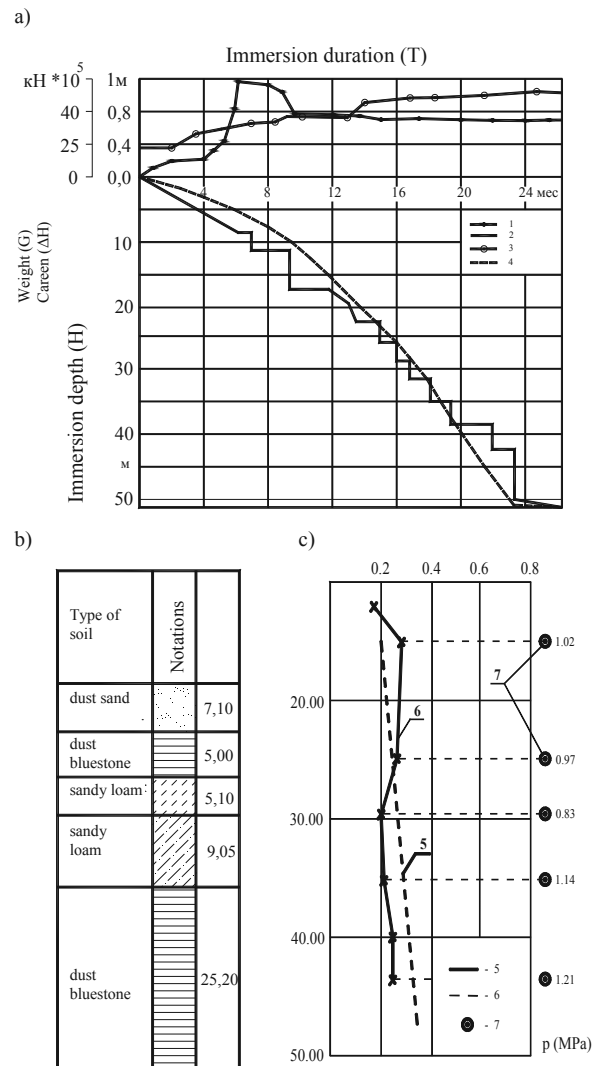 a)
Immersion duration (T)
кН *10⁵
1м
50
40
0,8
25
0,4
0
0,0
4
8
12
16
20
24 мес
Weight (G)
Careen (ΔH)
Immersion depth (H)
10
20
30
40
м
50
1
2
3
4
b)
Type of
soil
Notations
dust sand
7,10
dust
bluestone
5,00
sandy loam
5,10
sandy
loam
9,05
dust
bluestone
25,20
c)
0.2
0.4
0.6
0.8
20.00
30.00
40.00
50.00
1.02
7
6
0.97
0.83
5
1.14
1.21
- 5
- 6
- 7
p (MPa)